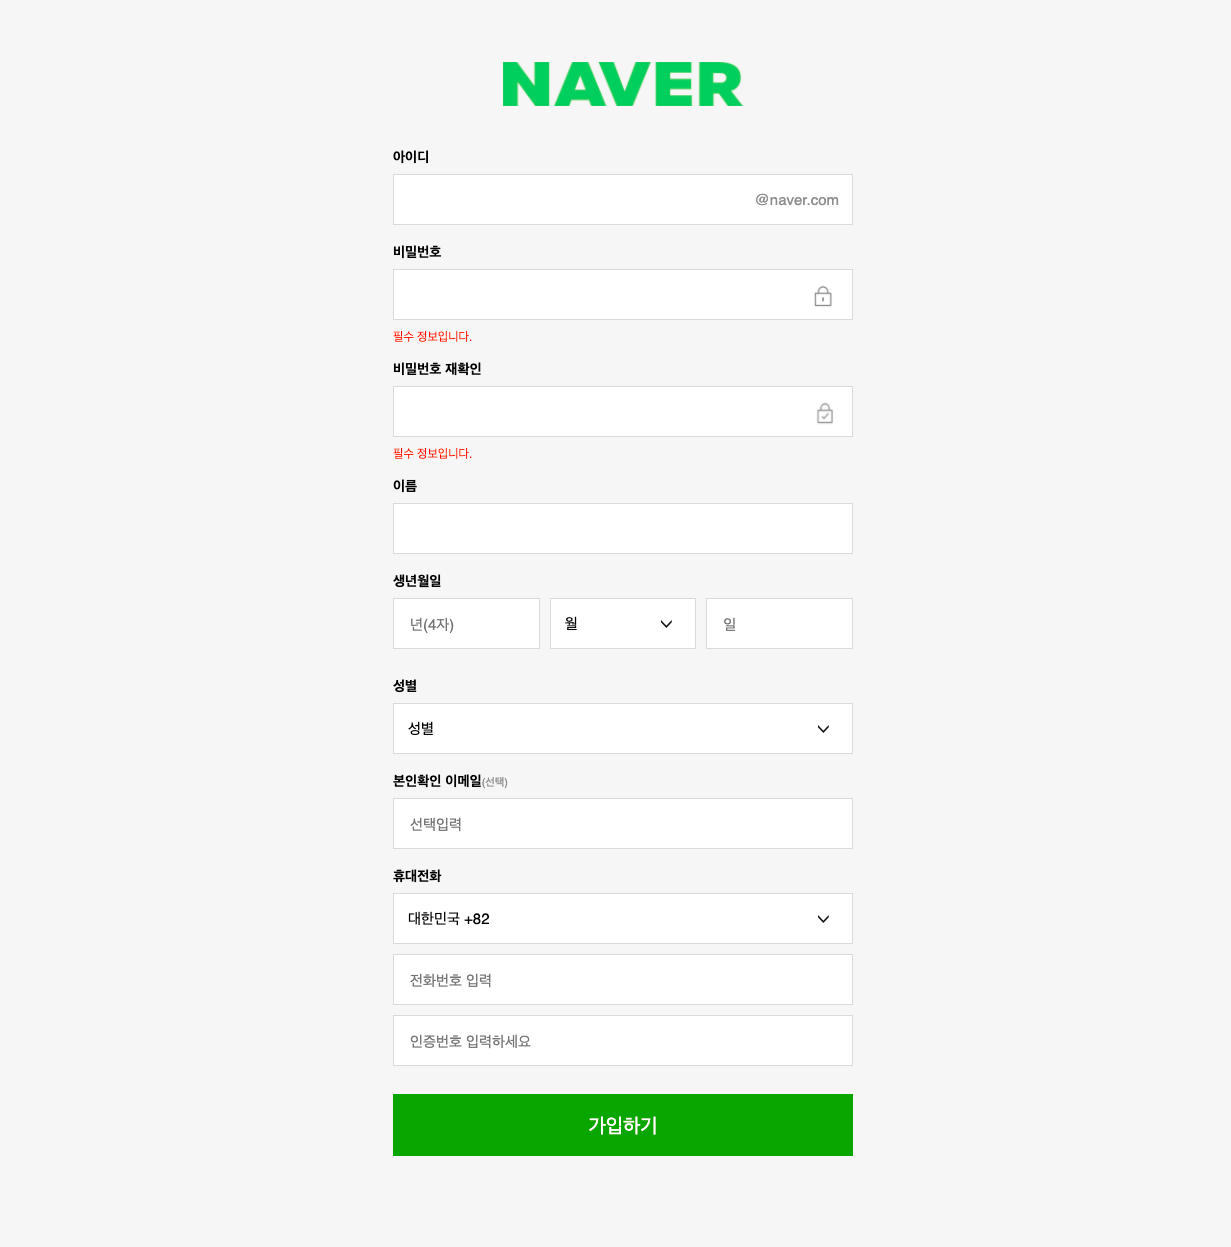 NAVER
아이디
@naver.com
비밀번호
필수 정보입니다.
비밀번호 재확인
필수 정보입니다.
이름
생년월일
년(4자) 월 일
성별
성별
본인확인 이메일(선택)
선택입력
휴대전화
대한민국 +82
전화번호 입력
인증번호 입력하세요
가입하기